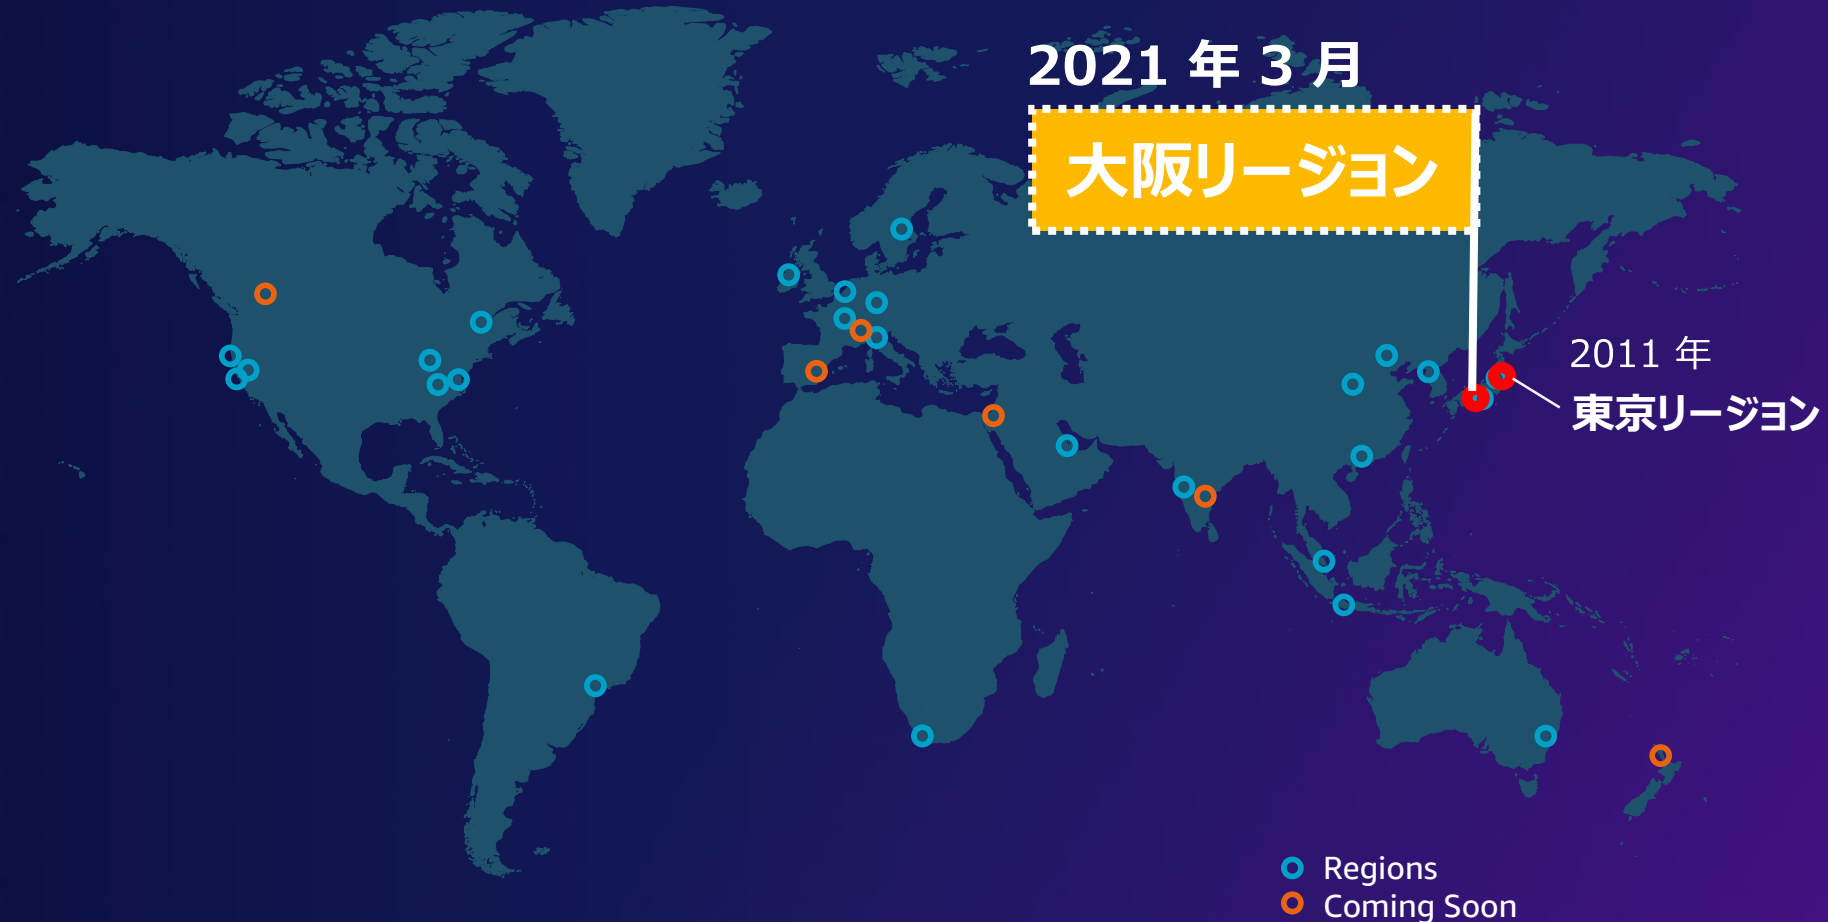 2021 年 3 月
大阪リージョン
2011 年
東京リージョン
Regions
Coming Soon